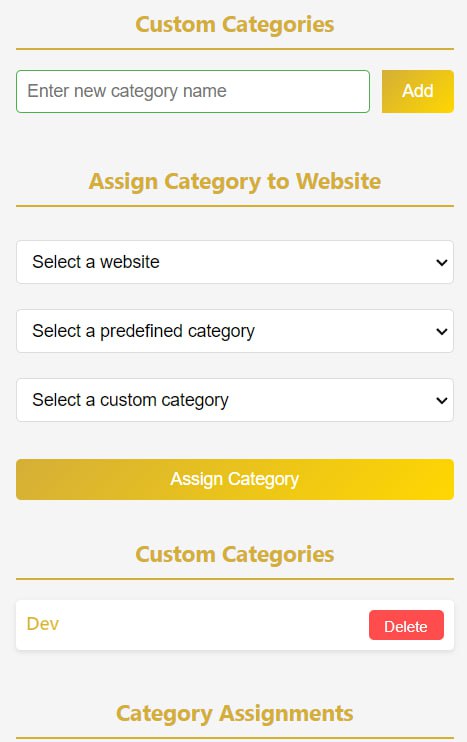 Custom Categories
Enter new category name
Add
Assign Category to Website
Select a website
Select a predefined category
Select a custom category
Assign Category
Custom Categories
Dev
Delete
Category Assignments